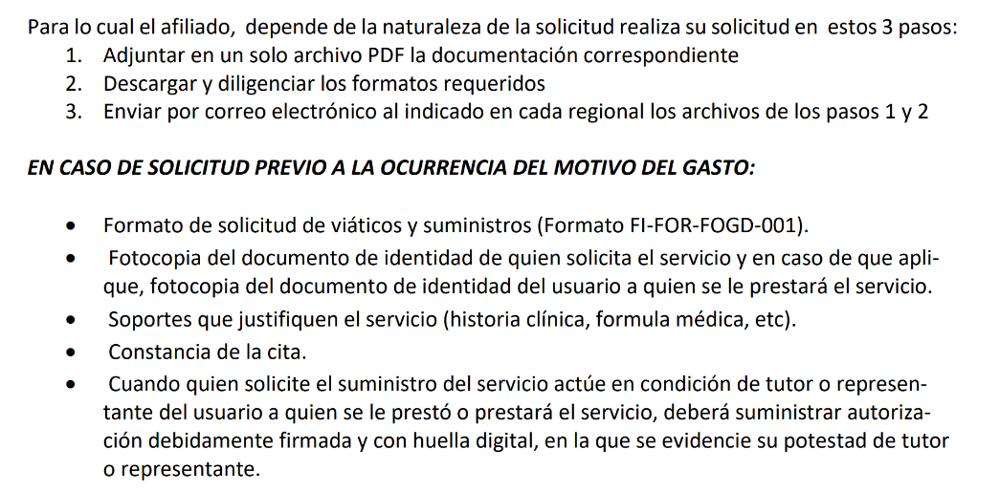 Para lo cual el afiliado, depende de la naturaleza de la solicitud realiza su solicitud en estos 3 pasos:
1. Adjuntar en un solo archivo PDF la documentación correspondiente
2. Descargar y diligenciar los formatos requeridos
3. Enviar por correo electrónico al indicado en cada regional los archivos de los pasos 1 y 2
EN CASO DE SOLICITUD PREVIO A LA OCURRENCIA DEL MOTIVO DEL GASTO:
• Formato de solicitud de viáticos y suministros (Formato FI-FOR-FOGD-001).
• Fotocopia del documento de identidad de quien solicita el servicio y en caso de que apli-
que, fotocopia del documento de identidad del usuario a quien se le prestará el servicio.
• Soportes que justifiquen el servicio (historia clínica, formula médica, etc).
• Constancia de la cita.
• Cuando quien solicite el suministro del servicio actúe en condición de tutor o represen-
tante del usuario a quien se le prestó o prestará el servicio, deberá suministrar autoriza-
ción debidamente firmada y con huella digital, en la que se evidencie su potestad de tutor
o representante.